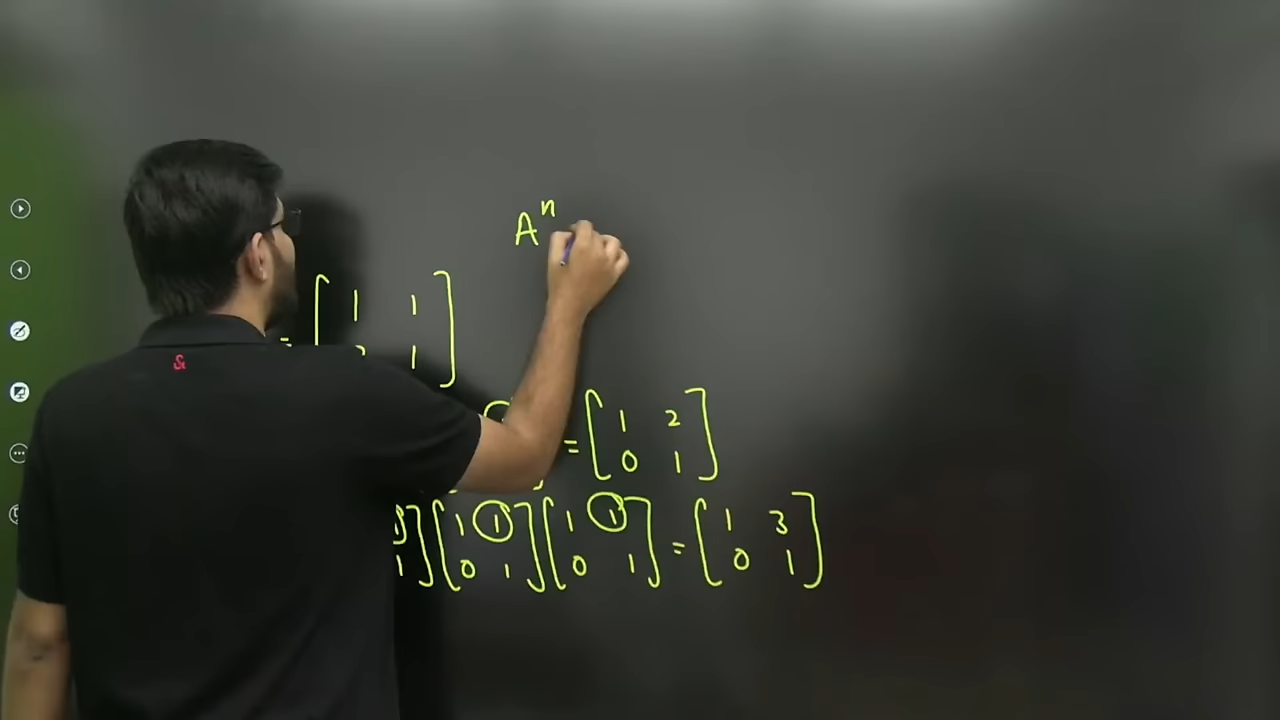 A^n
= [ 1 1
1 ]
= [ 1 2
0 1 ]
1 ] [ 1 1
0 1 ] [ 1 1
0 1 ] = [ 1 3
0 1 ]